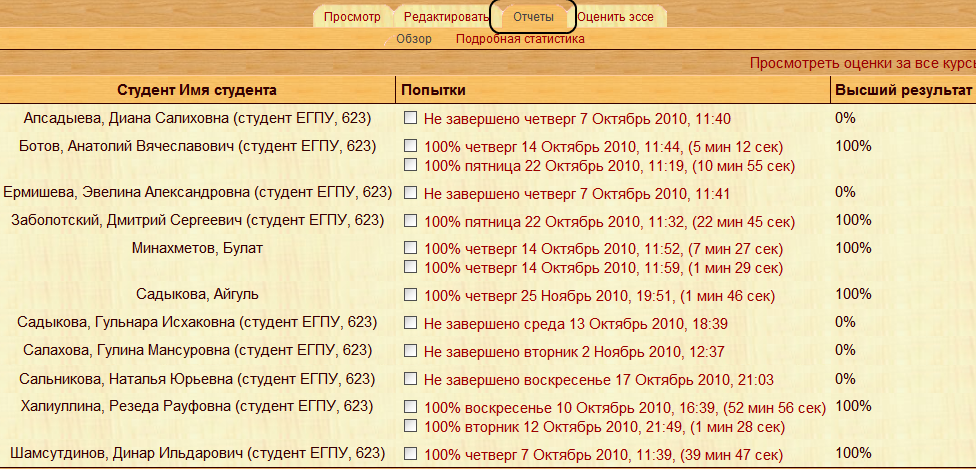 Просмотр Редактировать Отчеты Оценить эссе
Обзор Подробная статистика
Просмотреть оценки за все курсы
Студент Имя студента Попытки Высший результат
Апсадыева, Диана Салиховна (студент ЕГПУ, 623) Не завершено четверг 7 Октябрь 2010, 11:40 0%
Ботов, Анатолий Вячеславович (студент ЕГПУ, 623) 100% четверг 14 Октябрь 2010, 11:44, (5 мин 12 сек) 100%
100% пятница 22 Октябрь 2010, 11:19, (10 мин 55 сек)
Ермишева, Эвелина Александровна (студент ЕГПУ, 623) Не завершено четверг 7 Октябрь 2010, 11:41 0%
Заболотский, Дмитрий Сергеевич (студент ЕГПУ, 623) 100% пятница 22 Октябрь 2010, 11:32, (22 мин 45 сек) 100%
Минахметов, Булат 100% четверг 14 Октябрь 2010, 11:52, (7 мин 27 сек) 100%
100% четверг 14 Октябрь 2010, 11:59, (1 мин 29 сек)
Садыкова, Айгуль 100% четверг 25 Ноябрь 2010, 19:51, (1 мин 46 сек) 100%
Садыкова, Гульнара Исхаковна (студент ЕГПУ, 623) Не завершено среда 13 Октябрь 2010, 18:39 0%
Салахова, Гулина Мансуровна (студент ЕГПУ, 623) Не завершено вторник 2 Ноябрь 2010, 12:37 0%
Сальникова, Наталья Юрьевна (студент ЕГПУ, 623) Не завершено воскресенье 17 Октябрь 2010, 21:03 0%
Халиуллина, Резеда Рауфовна (студент ЕГПУ, 623) 100% воскресенье 10 Октябрь 2010, 16:39, (52 мин 56 сек) 100%
100% вторник 12 Октябрь 2010, 21:49, (1 мин 28 сек)
Шамсутдинов, Динар Ильдарович (студент ЕГПУ, 623) 100% четверг 7 Октябрь 2010, 11:39, (39 мин 47 сек) 100%